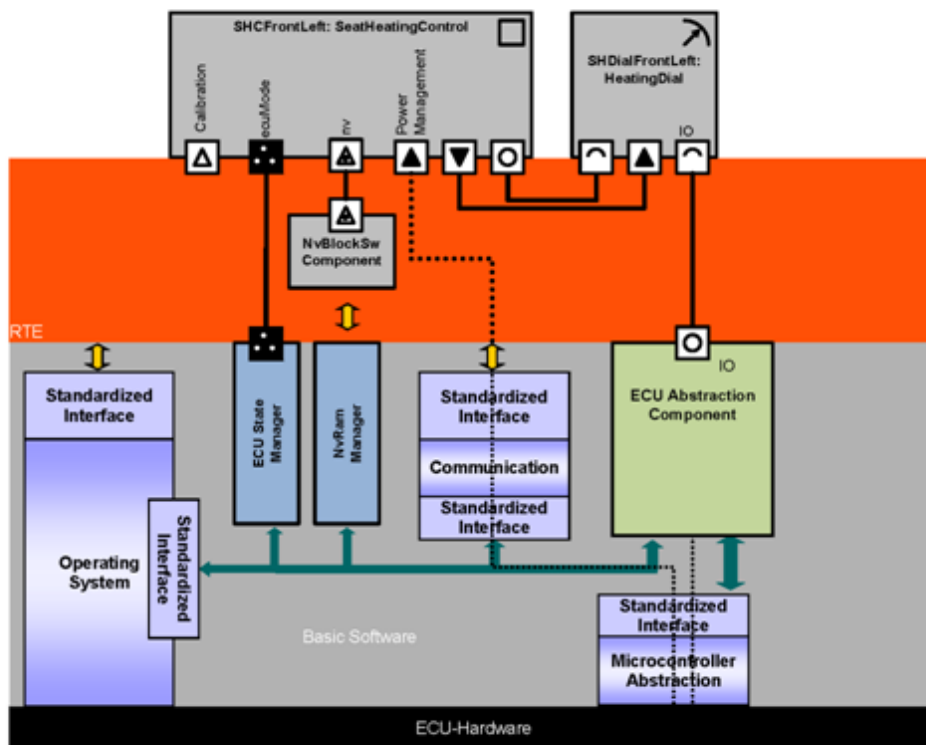 SHCFrontLeft: SeatHeatingControl
SHDialFrontLeft:
HeatingDial
Calibration
ecuMode
nv
Power
Management
IO
NvBlockSw
Component
RTE
Standardized
Interface
ECU State
Manager
NvRam
Manager
Standardized
Interface
IO
ECU Abstraction
Component
Communication
Standardized
Interface
Operating
System
Standardized
Interface
Standardized
Interface
Basic Software
Microcontroller
Abstraction
ECU-Hardware